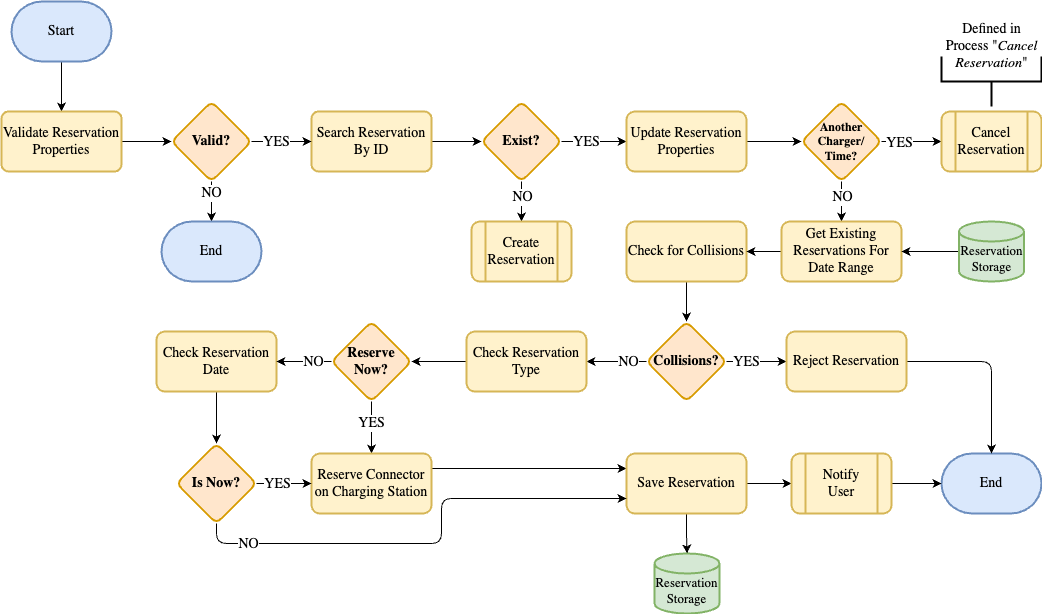 Start
Defined in
Process "Cancel
Reservation"
Validate Reservation
Properties
Valid?
YES
Search Reservation
By ID
Exist?
YES
Update Reservation
Properties
Another
Charger/
Time?
YES
Cancel
Reservation
NO
NO
NO
End
Create
Reservation
Check for Collisions
Get Existing
Reservations For
Date Range
Reservation
Storage
Check Reservation
Date
NO
Reserve
Now?
Check Reservation
Type
NO
Collisions?
YES
Reject Reservation
YES
Is Now?
YES
Reserve Connector
on Charging Station
Save Reservation
Notify
User
End
NO
Reservation
Storage